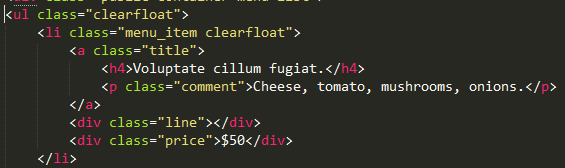 <ul class="clearfloat">
<li class="menu_item clearfloat">
<a class="title">
<h4>Voluptate cillum fugiat.</h4>
<p class="comment">Cheese, tomato, mushrooms, onions.</p>
</a>
<div class="line"></div>
<div class="price">$50</div>
</li>